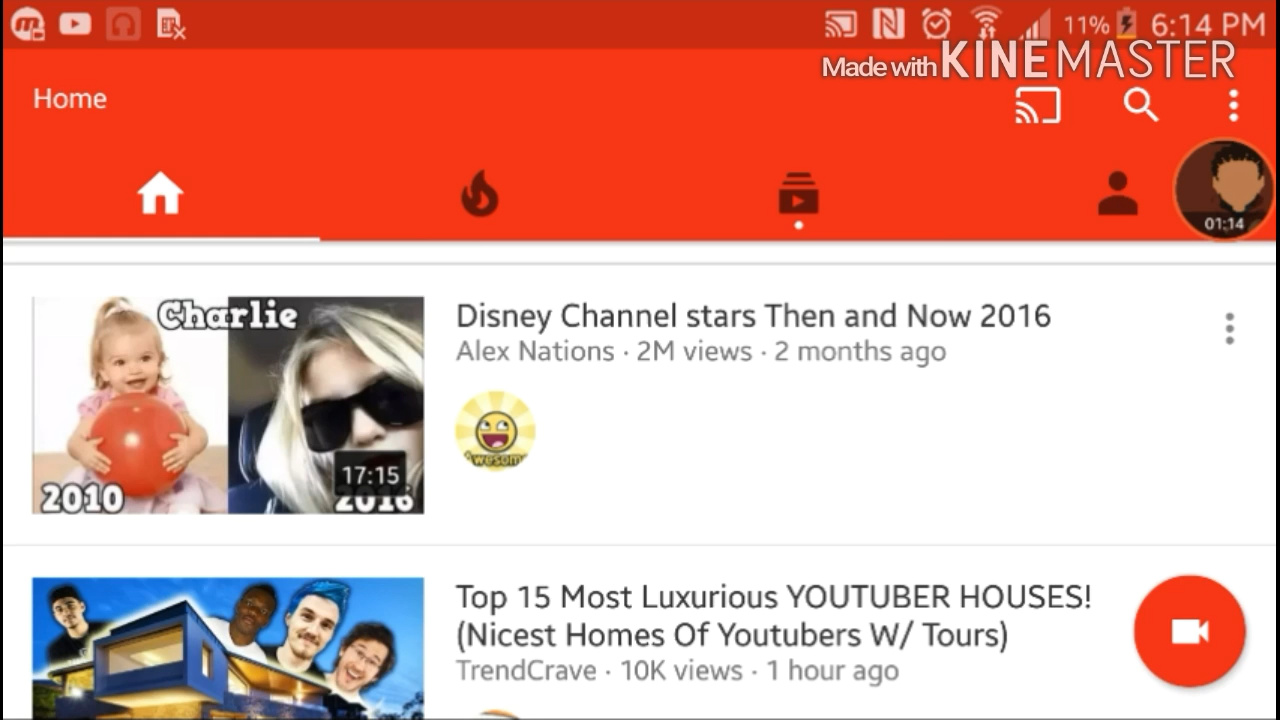 11% 6:14 PM
Made with KINEMASTER
Home
01:14
Charlie
2010
17:15
2016
Disney Channel stars Then and Now 2016
Alex Nations · 2M views · 2 months ago
Awesome
Top 15 Most Luxurious YOUTUBER HOUSES!
(Nicest Homes Of Youtubers W/ Tours)
TrendCrave · 10K views · 1 hour ago